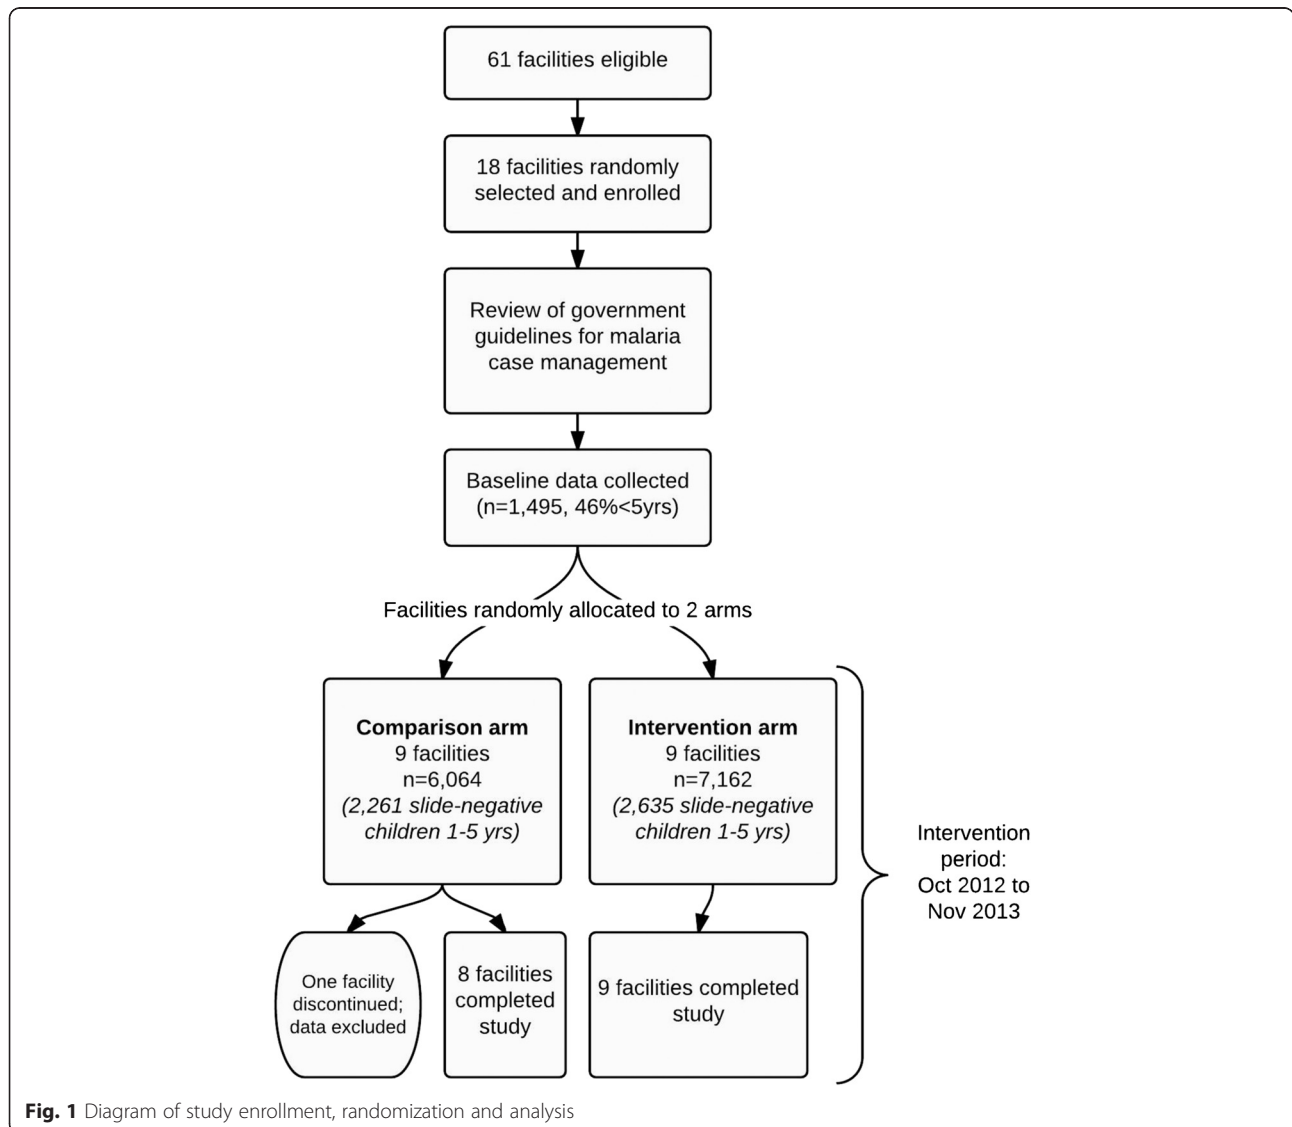 61 facilities eligible
18 facilities randomly
selected and enrolled
Review of government
guidelines for malaria
case management
Baseline data collected
(n=1,495, 46%<5yrs)
Facilities randomly allocated to 2 arms
Comparison arm
9 facilities
n=6,064
(2,261 slide-negative
children 1-5 yrs)
Intervention arm
9 facilities
n=7,162
(2,635 slide-negative
children 1-5 yrs)
Intervention
period:
Oct 2012 to
Nov 2013
One facility
discontinued;
data excluded
8 facilities
completed
study
9 facilities completed
study
Fig. 1 Diagram of study enrollment, randomization and analysis